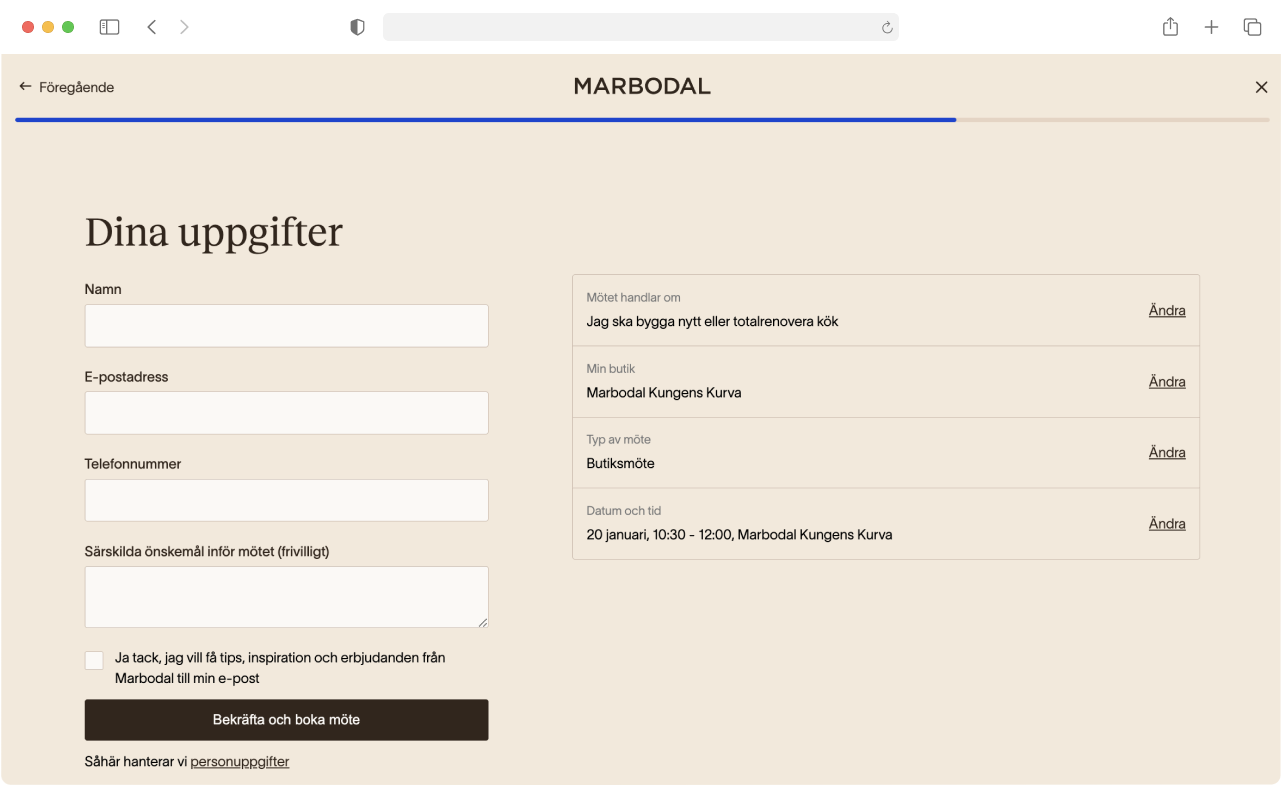 Föregående
MARBODAL
Dina uppgifter
Namn
E-postadress
Telefonnummer
Särskilda önskemål inför mötet (frivilligt)
Ja tack, jag vill få tips, inspiration och erbjudanden från
Marbodal till min e-post
Bekräfta och boka möte
Såhär hanterar vi personuppgifter
Mötet handlar om
Jag ska bygga nytt eller totalrenovera kök
Ändra
Min butik
Marbodal Kungens Kurva
Ändra
Typ av möte
Butiksmöte
Ändra
Datum och tid
20 januari, 10:30 - 12:00, Marbodal Kungens Kurva
Ändra